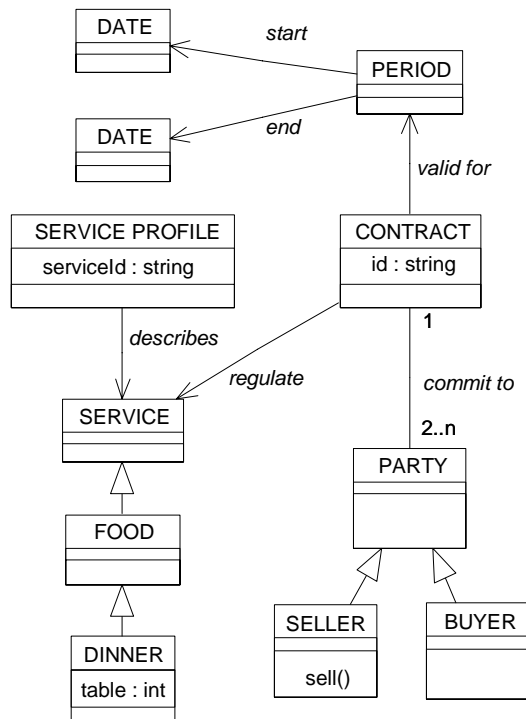 DATE
start
PERIOD
DATE
end
valid for
SERVICE PROFILE
serviceId : string
CONTRACT
id : string
1
describes
regulate
commit to
2..n
SERVICE
PARTY
FOOD
SELLER
sell()
BUYER
DINNER
table : int